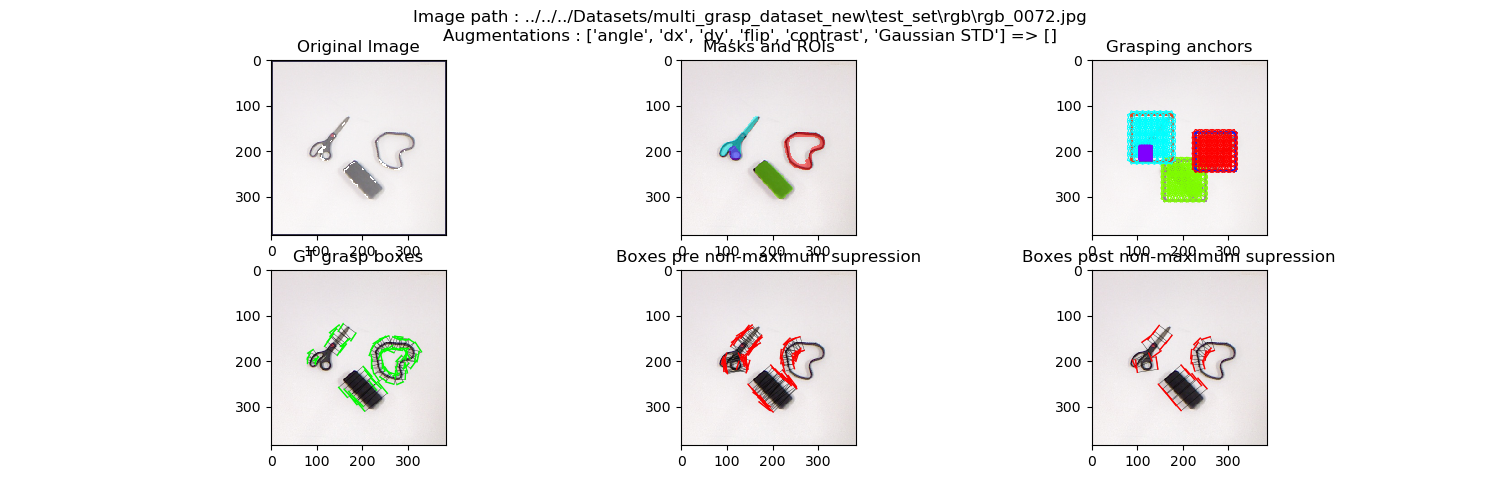 Image path : ../../../Datasets/multi_grasp_dataset_new\test_set\rgb\rgb_0072.jpg
Augmentations : ['angle', 'dx', 'dy', 'flip', 'contrast', 'Gaussian STD'] => []
Original Image
Masks and ROIs
Grasping anchors
0
100
200
300
0 100 200 300
0
100
200
300
0 100 200 300
0
100
200
300
0 100 200 300
GT grasp boxes
Boxes pre non-maximum supression
Boxes post non-maximum supression
0
100
200
300
0 100 200 300
0
100
200
300
0 100 200 300
0
100
200
300
0 100 200 300